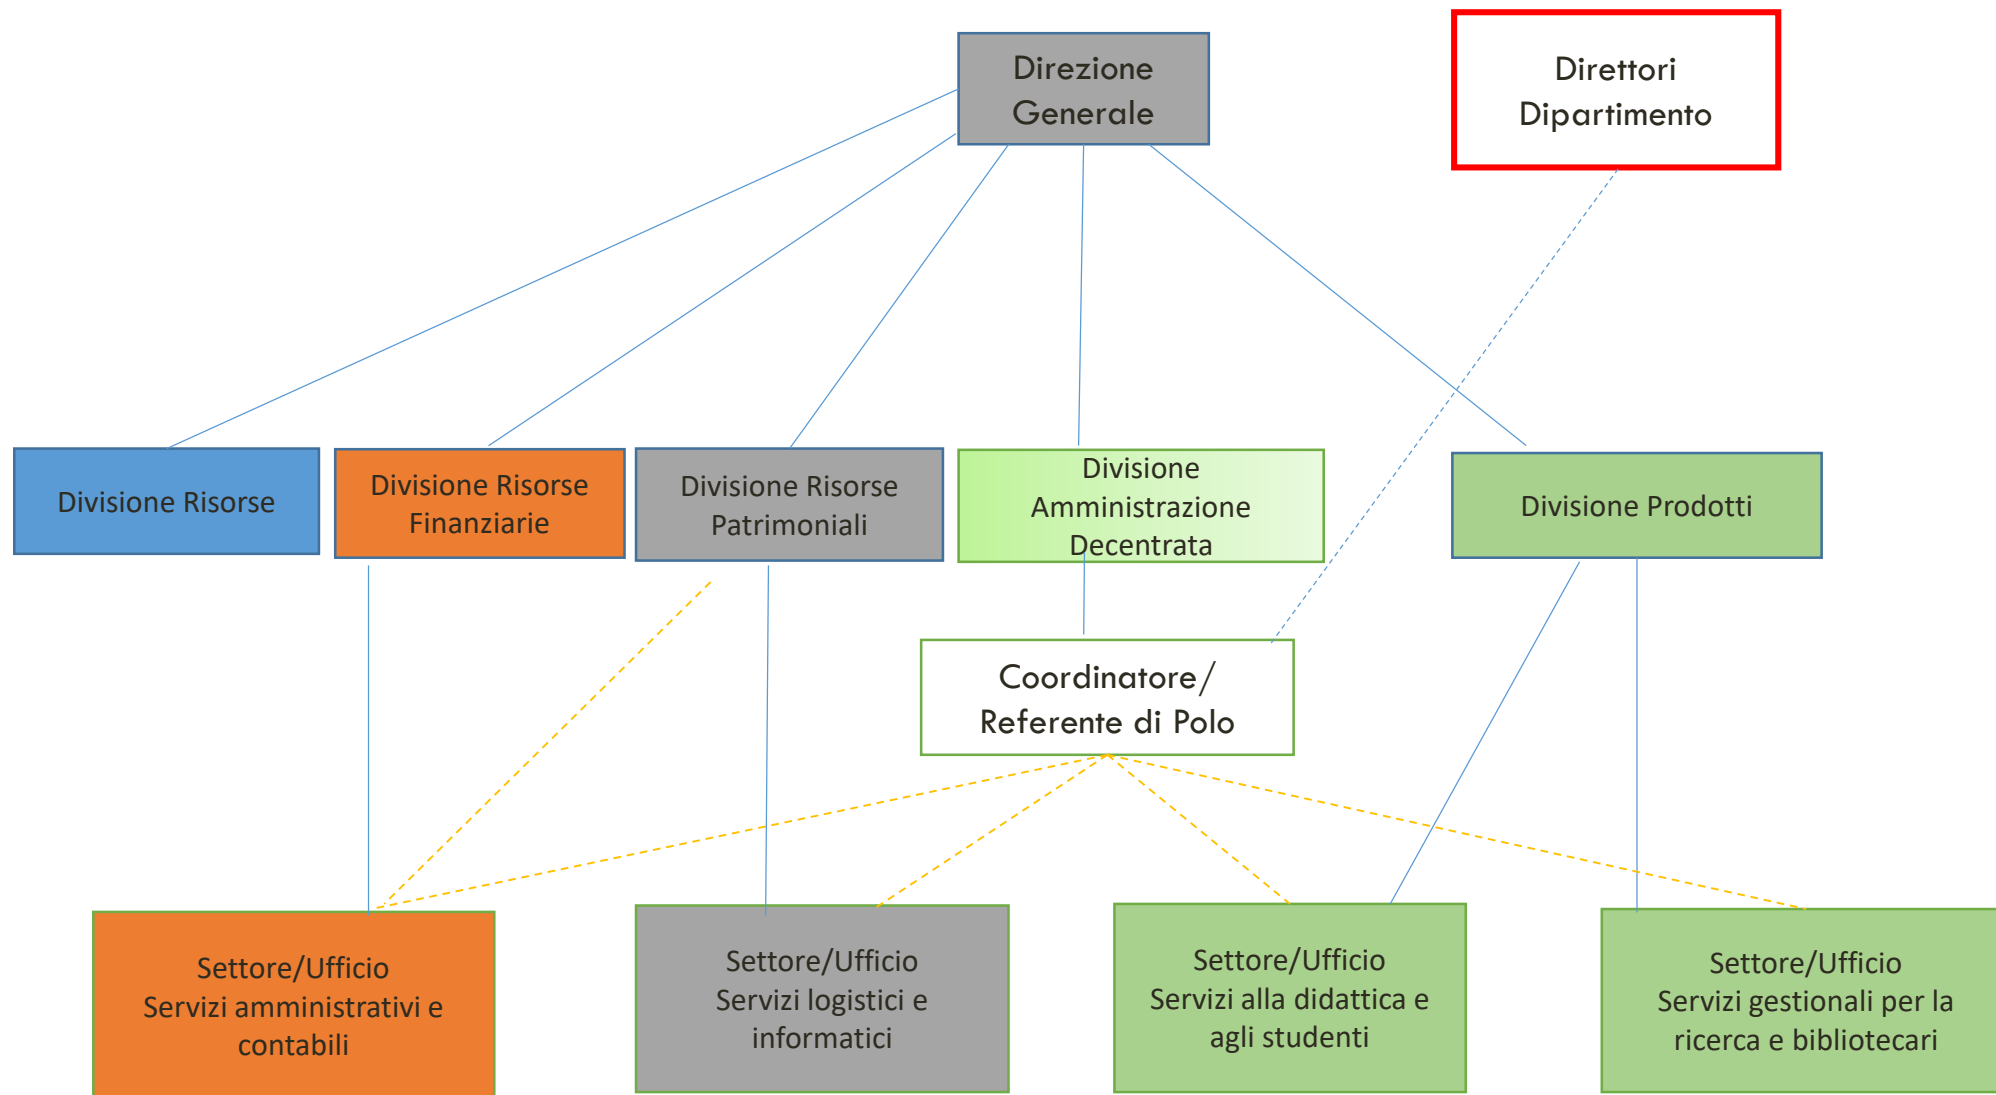 Direzione
Generale
Direttori
Dipartimento
Divisione Risorse
Divisione Risorse
Finanziarie
Divisione Risorse
Patrimoniali
Divisione
Amministrazione
Decentrata
Divisione Prodotti
Coordinatore/
Referente di Polo
Settore/Ufficio
Servizi amministrativi e
contabili
Settore/Ufficio
Servizi logistici e
informatici
Settore/Ufficio
Servizi alla didattica e
agli studenti
Settore/Ufficio
Servizi gestionali per la
ricerca e bibliotecari